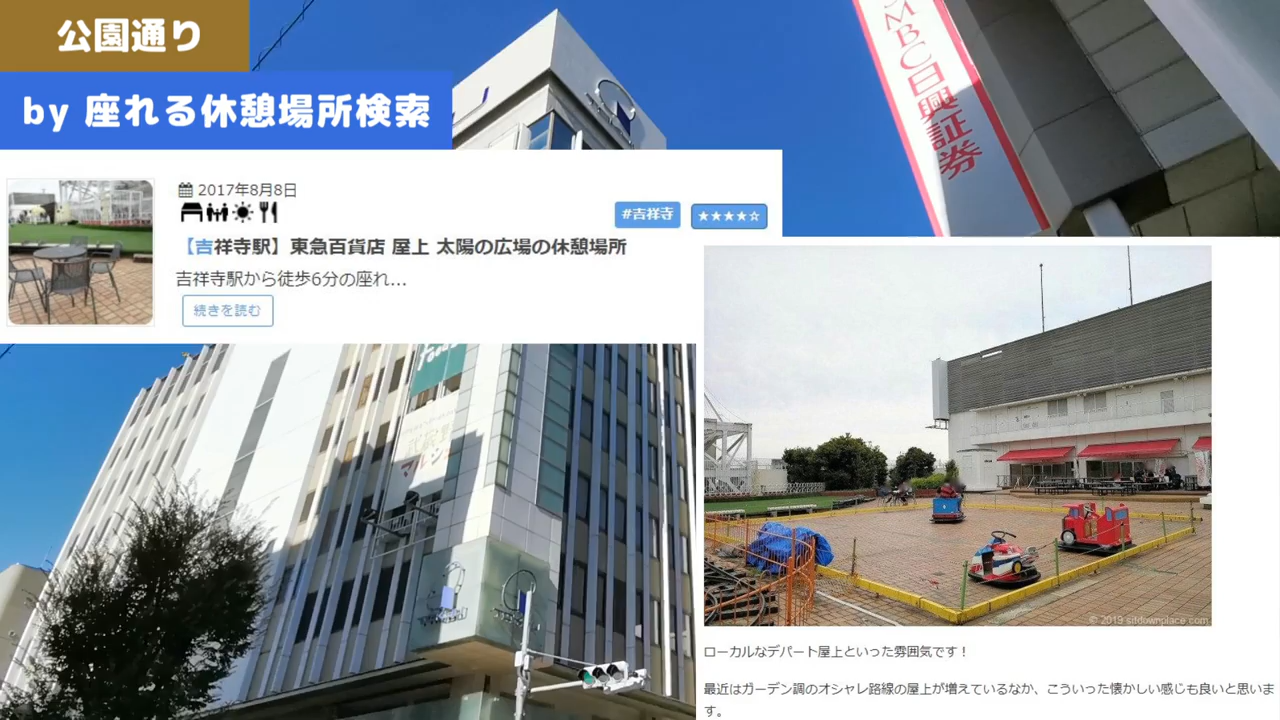 公園通り
by 座れる休憩場所検索
MBC日興証券
2017年8月8日
#吉祥寺
★★★★☆
【吉祥寺駅】東急百貨店 屋上 太陽の広場の休憩場所
吉祥寺駅から徒歩6分の座れ...
続きを読む
© 2019 sitdownplace.com
ローカルなデパート屋上といった雰囲気です！
最近はガーデン調のオシャレ路線の屋上が増えているなか、こういった懐かしい感じも良いと思いま
す。